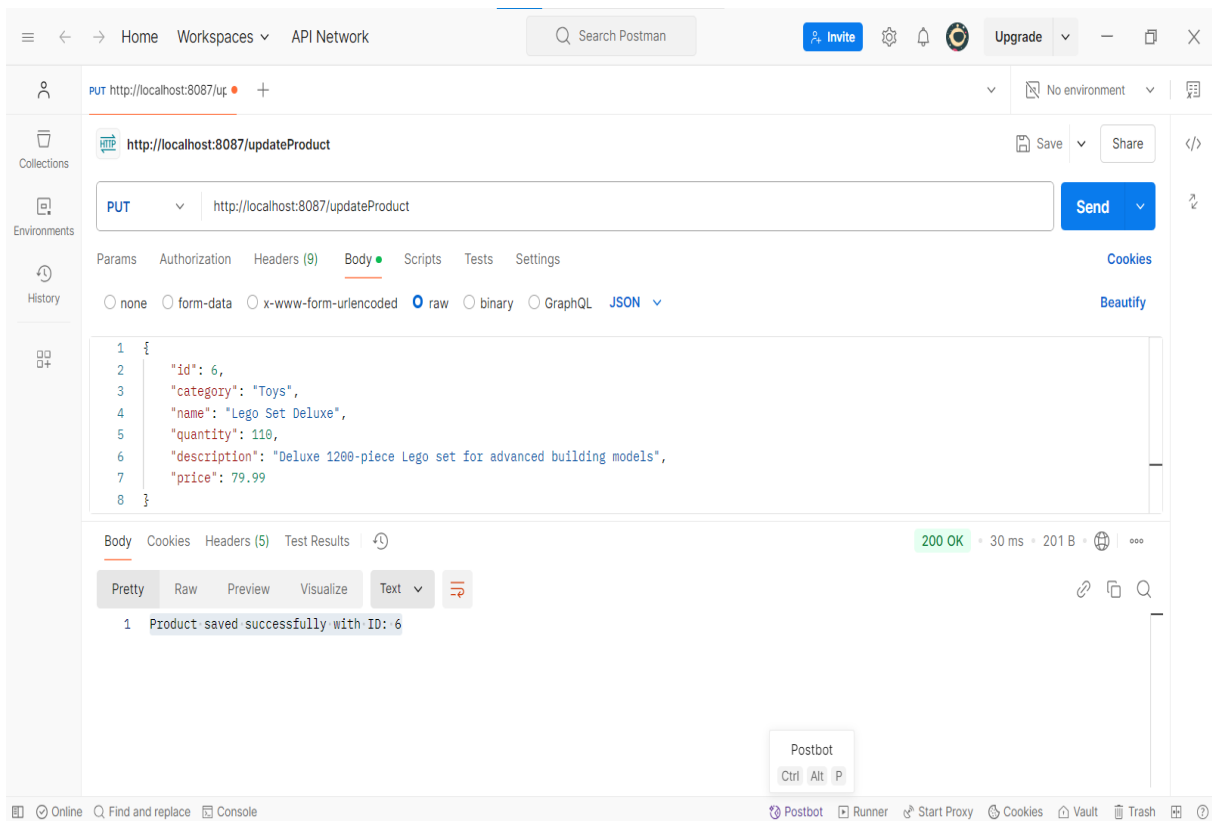 Home Workspaces API Network Search Postman Invite Upgrade
PUT http://localhost:8087/up No environment
HTTP http://localhost:8087/updateProduct Save Share
Collections
PUT http://localhost:8087/updateProduct Send
Environments
Params Authorization Headers (9) Body Scripts Tests Settings Cookies
History
none form-data x-www-form-urlencoded raw binary GraphQL JSON Beautify
1 {
2 "id": 6,
3 "category": "Toys",
4 "name": "Lego Set Deluxe",
5 "quantity": 110,
6 "description": "Deluxe 1200-piece Lego set for advanced building models",
7 "price": 79.99
8 }
Body Cookies Headers (5) Test Results 200 OK 30 ms 201 B
Pretty Raw Preview Visualize Text
1 Product saved successfully with ID: 6
Postbot
Ctrl Alt P
Online Find and replace Console Postbot Runner Start Proxy Cookies Vault Trash